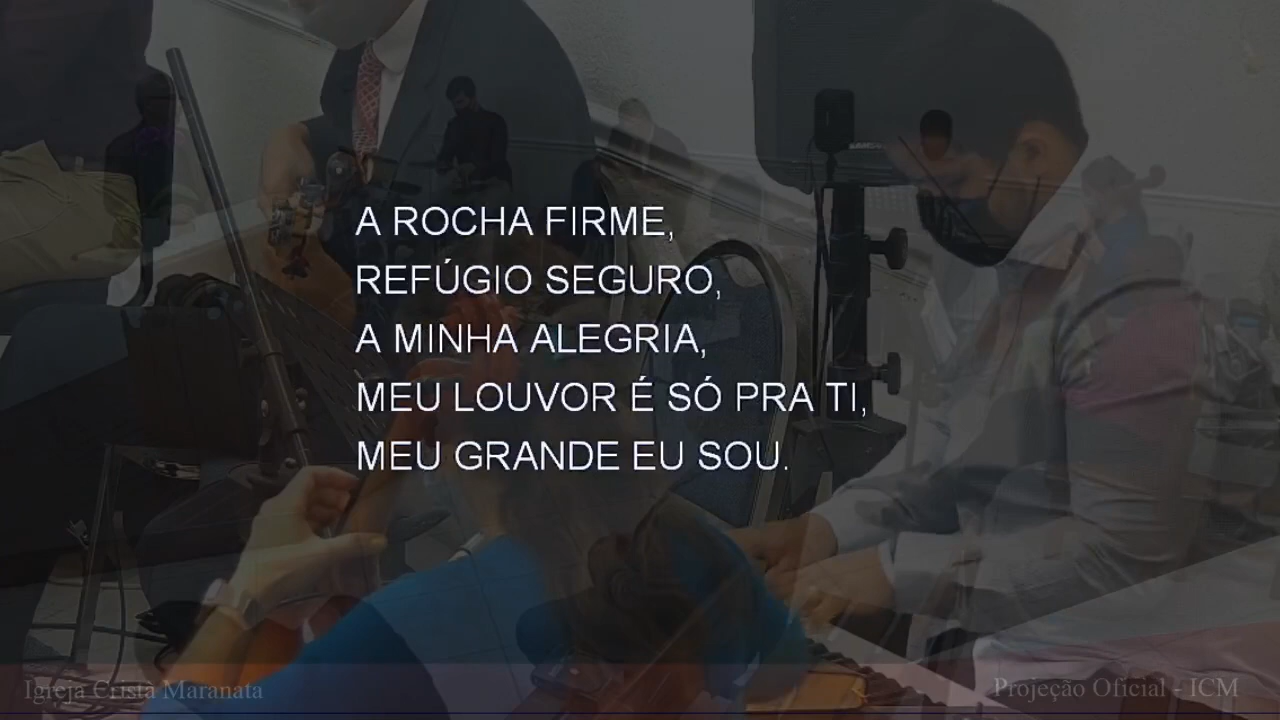 A ROCHA FIRME,
REFÚGIO SEGURO,
A MINHA ALEGRIA,
MEU LOUVOR É SÓ PRA TI,
MEU GRANDE EU SOU.
Igreja Cristã Maranata
Projeção Oficial - ICM